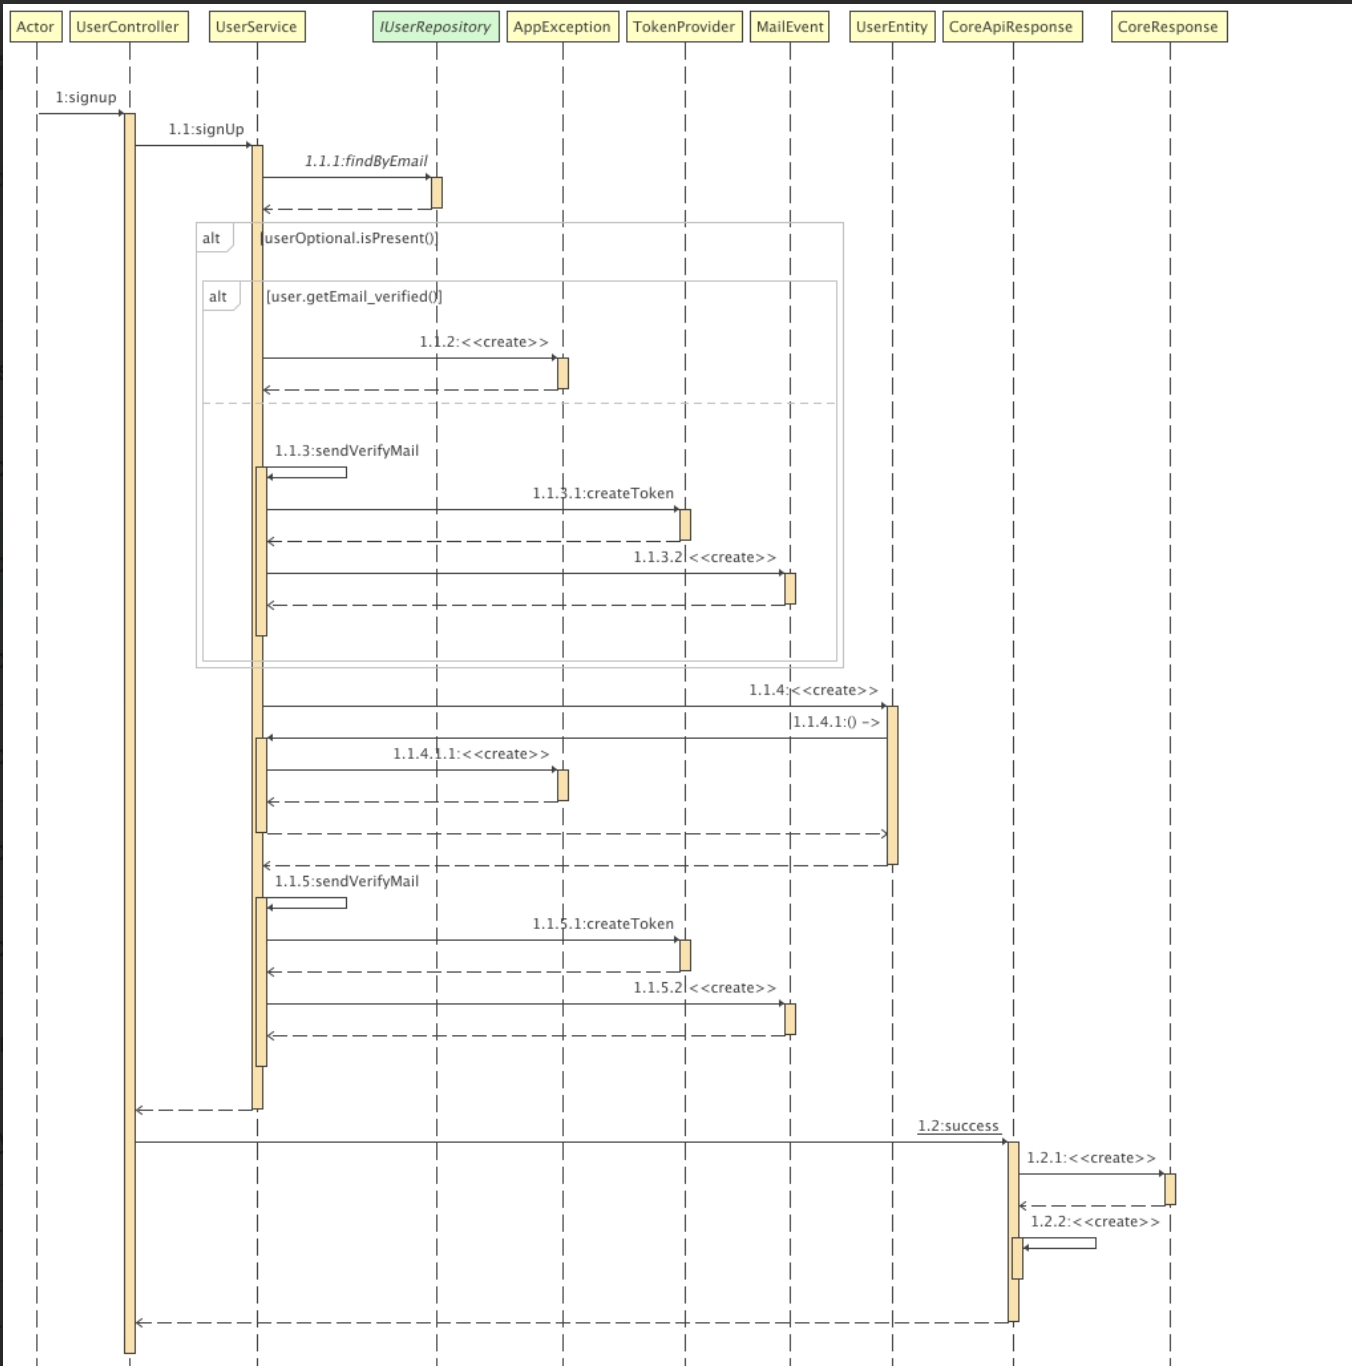 Actor UserController UserService IUserRepository AppException TokenProvider MailEvent UserEntity CoreApiResponse CoreResponse
1:signup
1.1:signUp
1.1.1:findByEmail
alt [userOptional.isPresent()]
alt [user.getEmail_verified()]
1.1.2:<<create>>
1.1.3:sendVerifyMail
1.1.3.1:createToken
1.1.3.2:<<create>>
1.1.4:<<create>>
1.1.4.1:() ->
1.1.4.1.1:<<create>>
1.1.5:sendVerifyMail
1.1.5.1:createToken
1.1.5.2:<<create>>
1.2:success
1.2.1:<<create>>
1.2.2:<<create>>